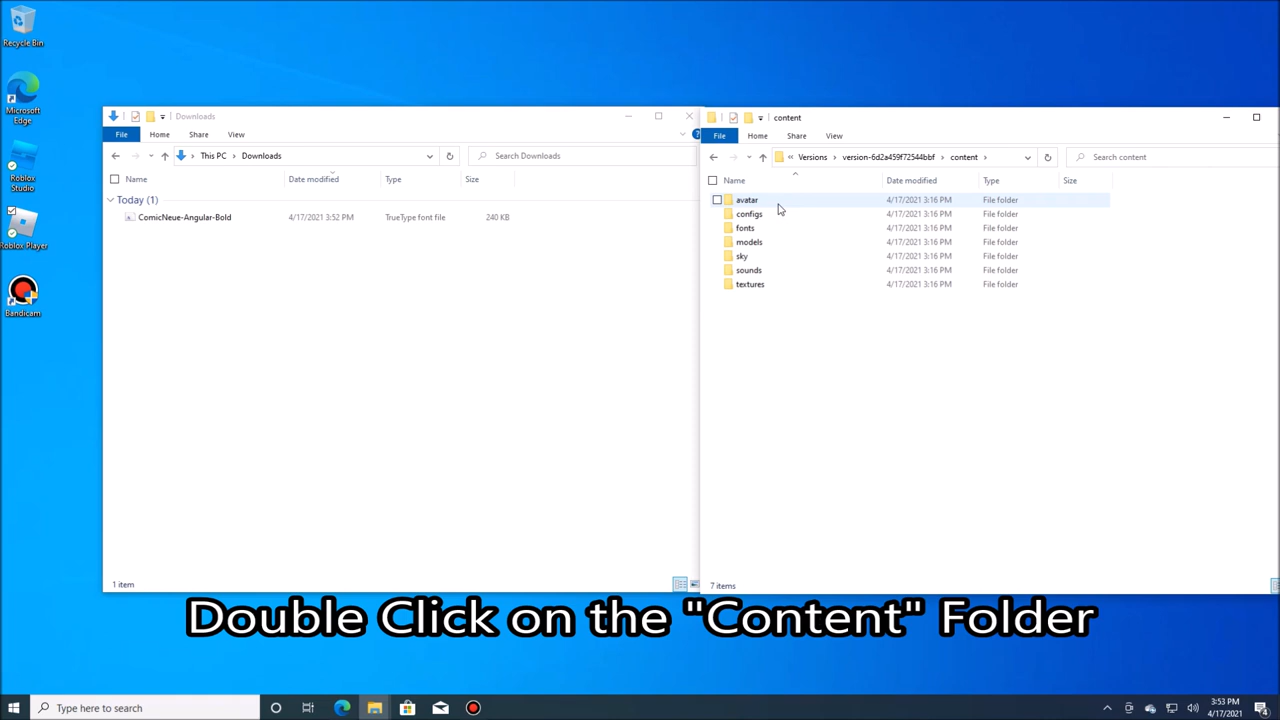 Recycle Bin
Microsoft
Edge
Roblox
Studio
Roblox Player
Bandicam
Downloads
File Home Share View
This PC > Downloads
Search Downloads
Name Date modified Type Size
Today (1)
ComicNeue-Angular-Bold 4/17/2021 3:52 PM TrueType font file 240 KB
1 item
content
File Home Share View
« Versions > version-6d2a459f72544bbf > content >
Search content
Name Date modified Type Size
avatar 4/17/2021 3:16 PM File folder
configs 4/17/2021 3:16 PM File folder
fonts 4/17/2021 3:16 PM File folder
models 4/17/2021 3:16 PM File folder
sky 4/17/2021 3:16 PM File folder
sounds 4/17/2021 3:16 PM File folder
textures 4/17/2021 3:16 PM File folder
7 items
Double Click on the "Content" Folder
Type here to search
3:53 PM
4/17/2021
4